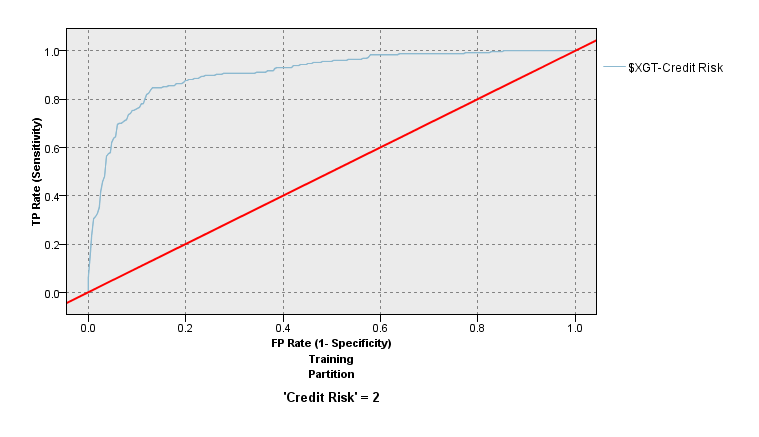 1.0
0.8
0.6
0.4
0.2
0.0
TP Rate (Sensitivity)
0.0 0.2 0.4 0.6 0.8 1.0
FP Rate (1- Specificity)
Training
Partition
'Credit Risk' = 2
$XGT-Credit Risk